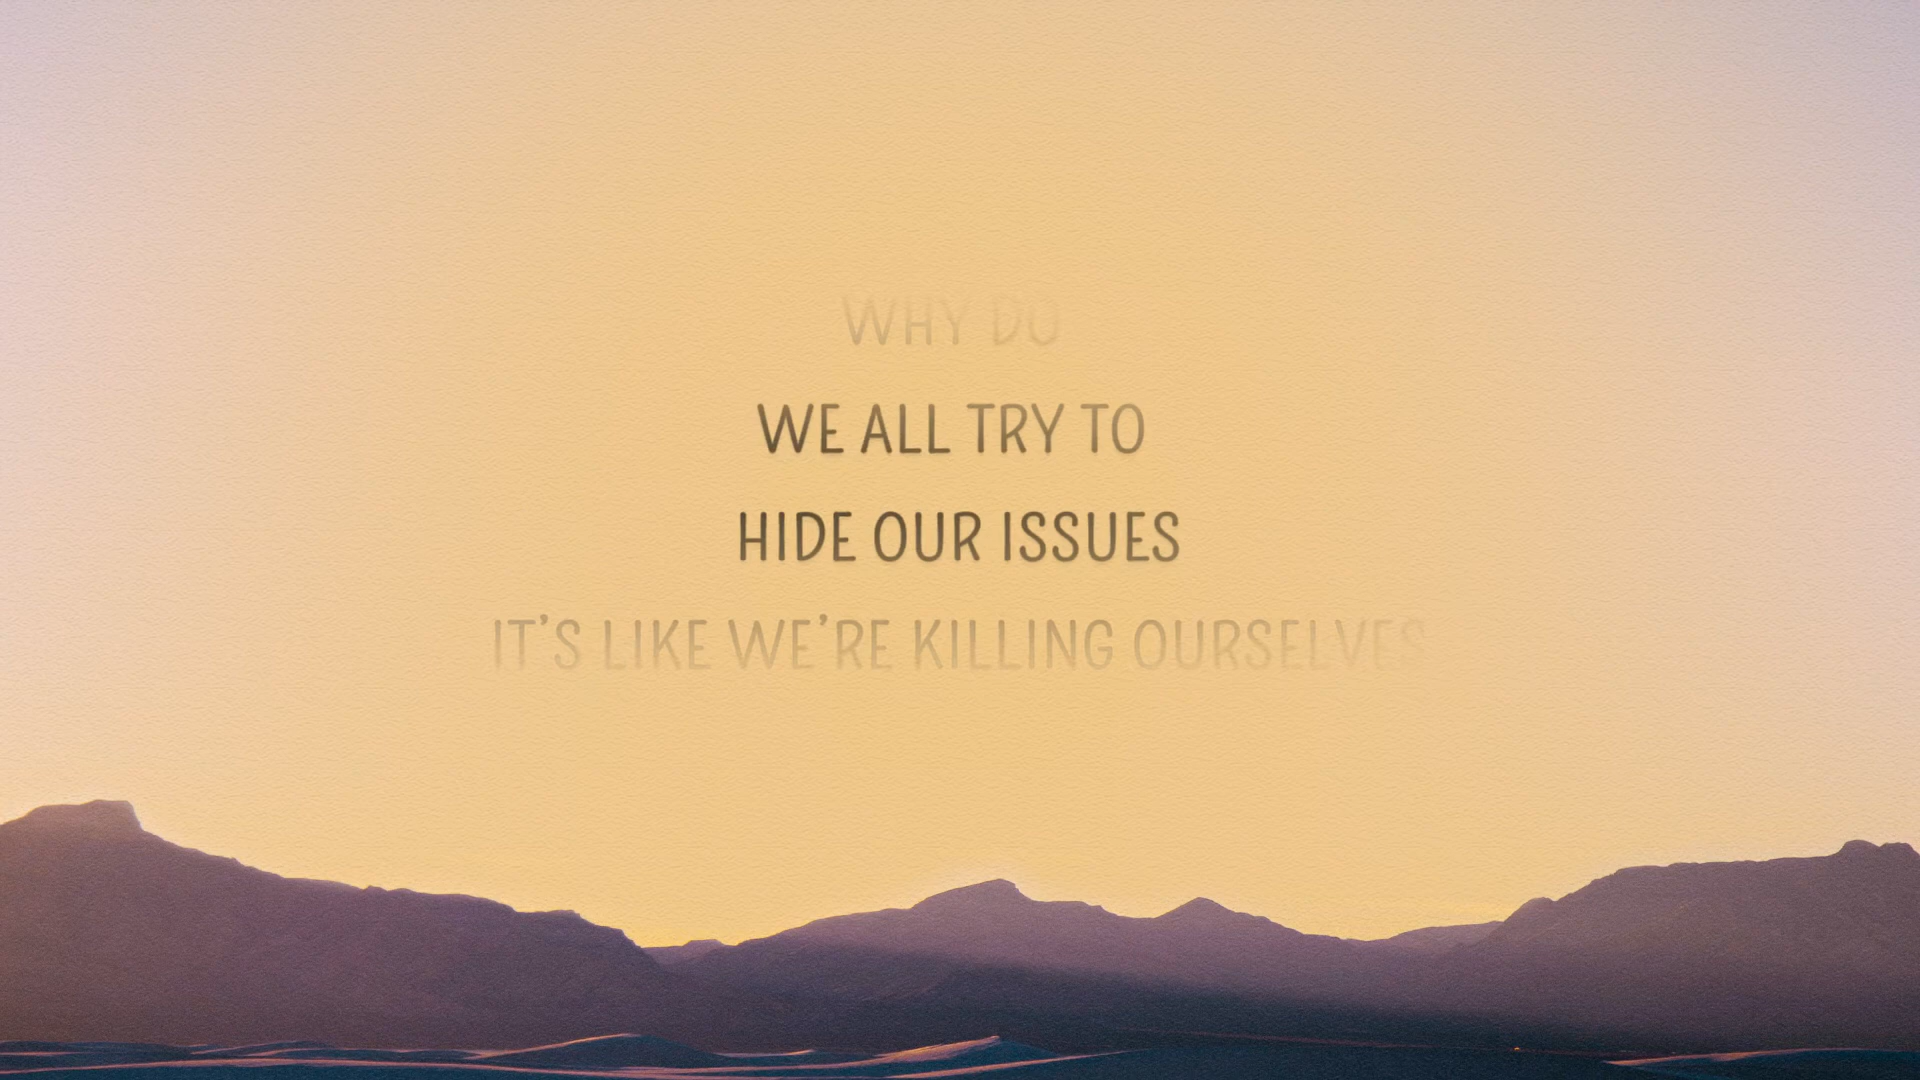 WHY DO
WE ALL TRY TO
HIDE OUR ISSUES
IT'S LIKE WE'RE KILLING OURSELVES